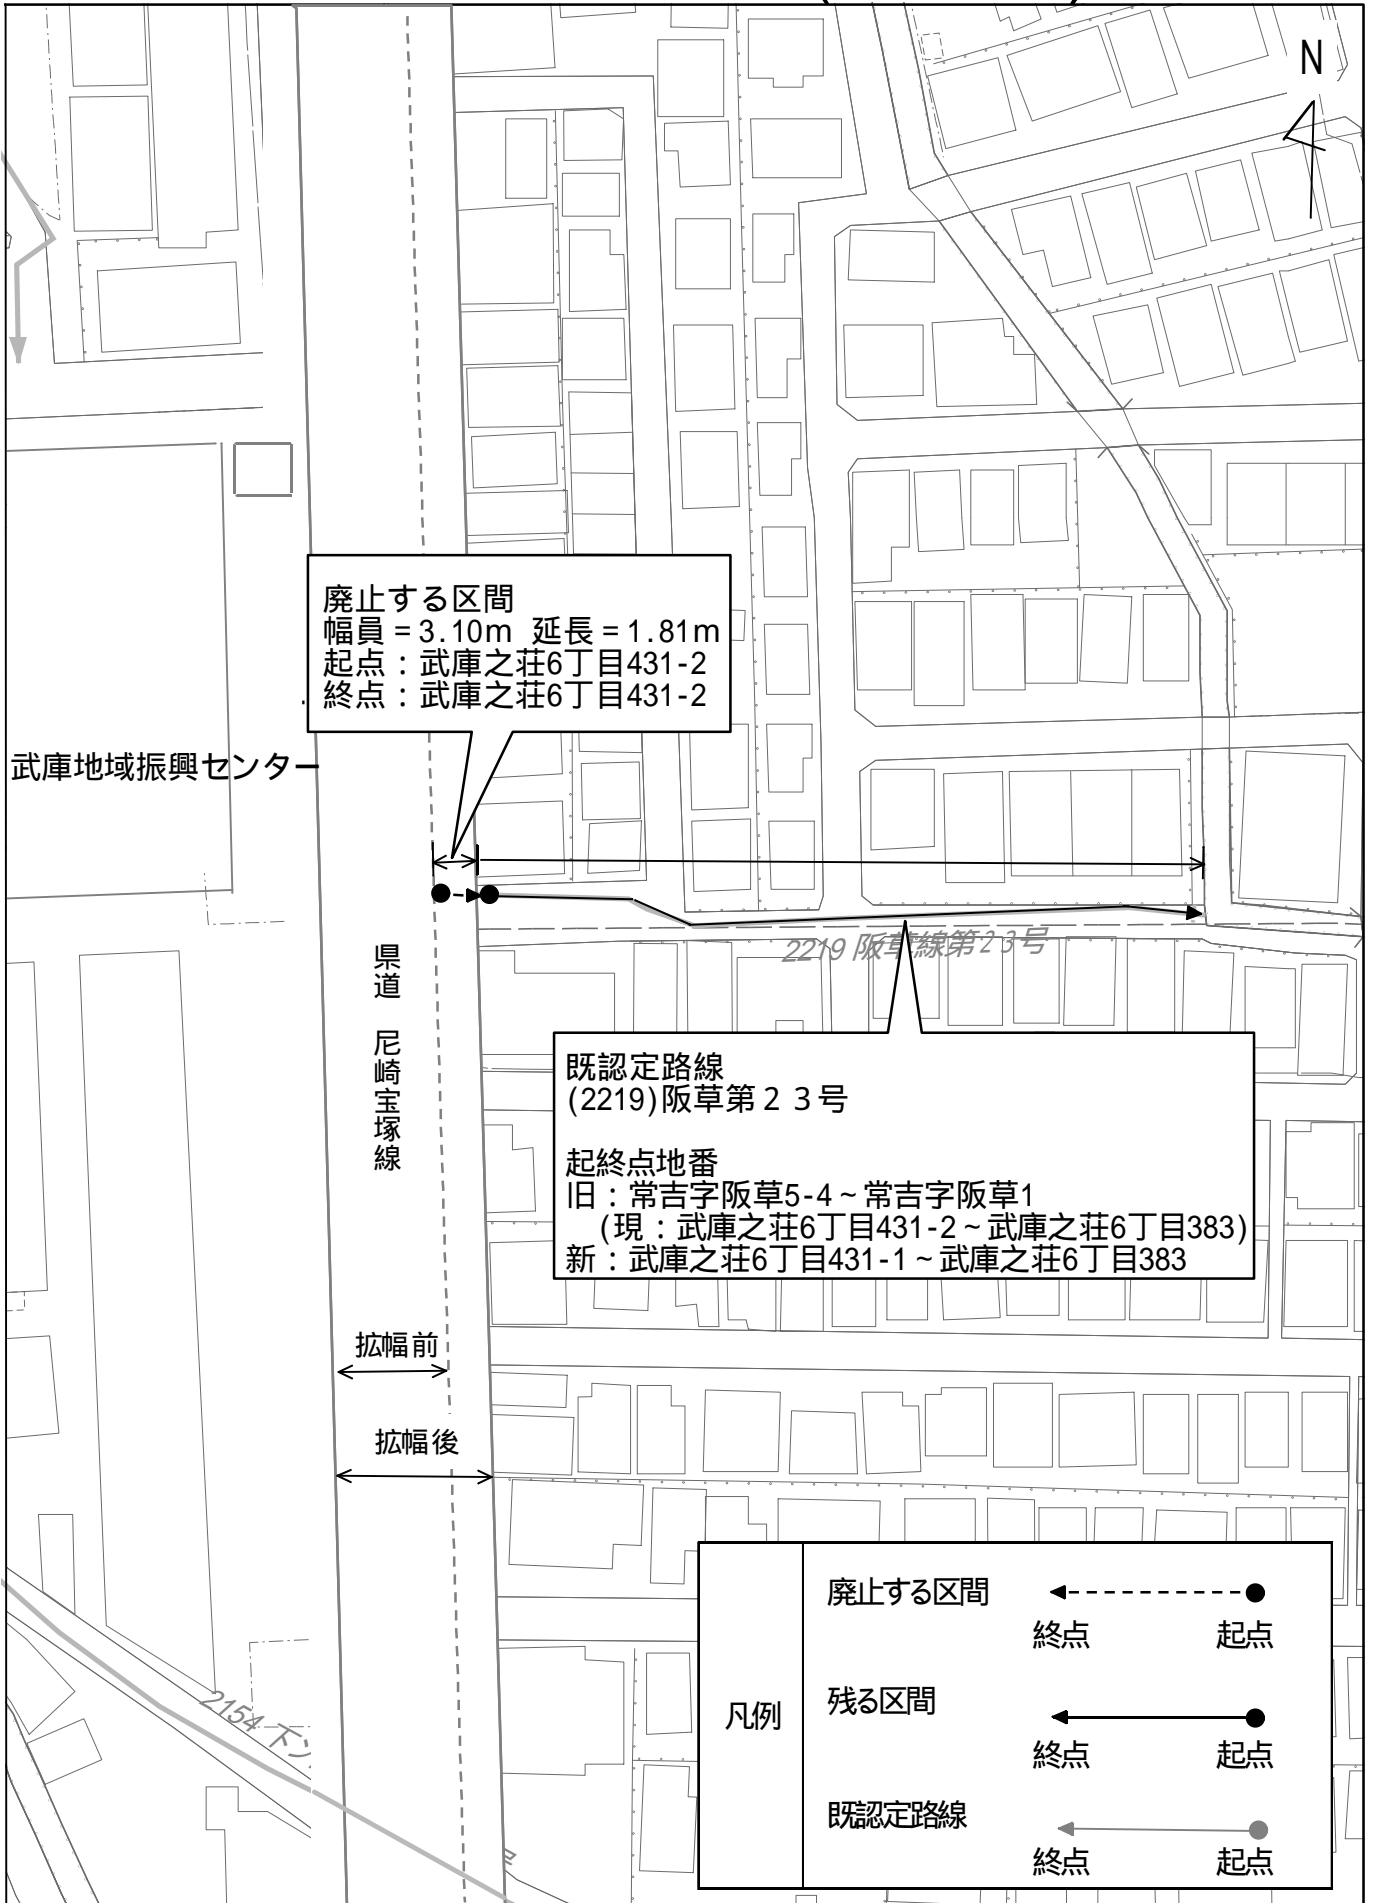 N
廃止する区間
幅員＝3.10m 延長＝1.81m
起点：武庫之荘6丁目431-2
終点：武庫之荘6丁目431-2
武庫地域振興センター
2219 阪草線第23号
県道 尼崎宝塚線
既認定路線
(2219)阪草第２３号
起終点地番
旧：常吉字阪草5-4～常吉字阪草1
(現：武庫之荘6丁目431-2～武庫之荘6丁目383)
新：武庫之荘6丁目431-1～武庫之荘6丁目383
拡幅前
拡幅後
凡例
廃止する区間
終点 起点
残る区間
終点 起点
既認定路線
終点 起点
2154 下